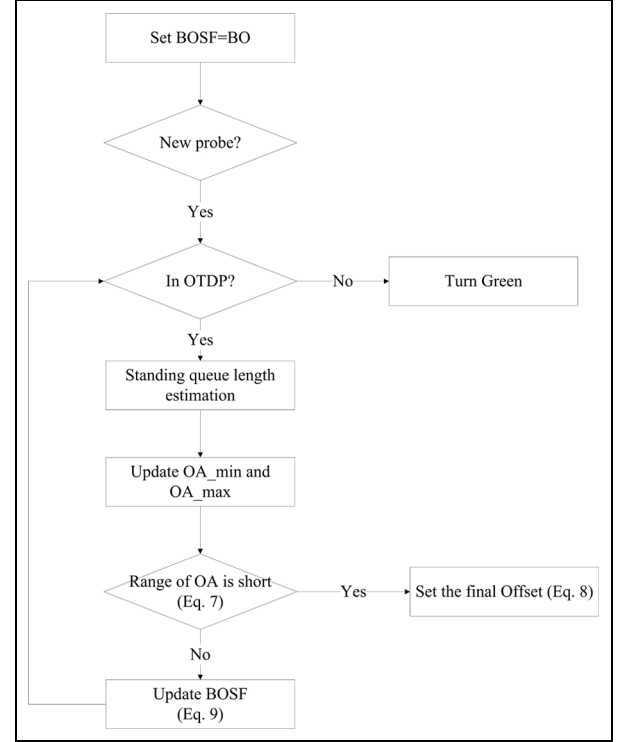 Set BOSF=BO
New probe?
Yes
In OTDP?
No
Turn Green
Yes
Standing queue length
estimation
Update OA_min and
OA_max
Range of OA is short
(Eq. 7)
Yes
Set the final Offset (Eq. 8)
No
Update BOSF
(Eq. 9)